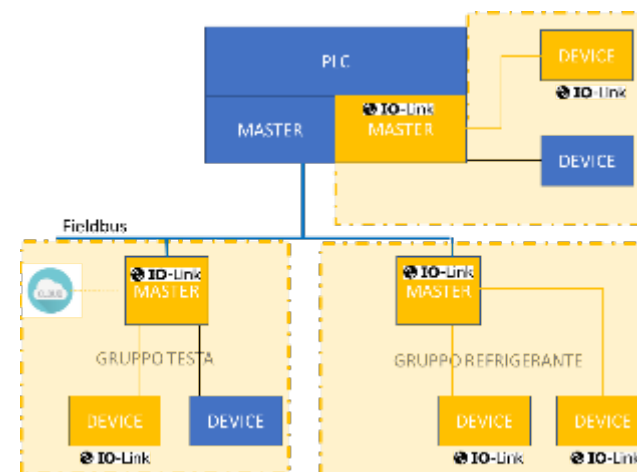 PLC
DEVICE
IO-Link
IO-Link
MASTER
MASTER
DEVICE
Fieldbus
IO-Link
MASTER
CLOUD
IO-Link
MASTER
GRUPPO TESTA
GRUPPO REFRIGERANTE
DEVICE
DEVICE
DEVICE
DEVICE
IO-Link
IO-Link
IO-Link